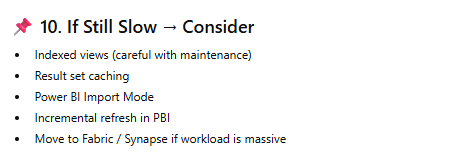 📌 10. If Still Slow → Consider
• Indexed views (careful with maintenance)
• Result set caching
• Power BI Import Mode
• Incremental refresh in PBI
• Move to Fabric / Synapse if workload is massive